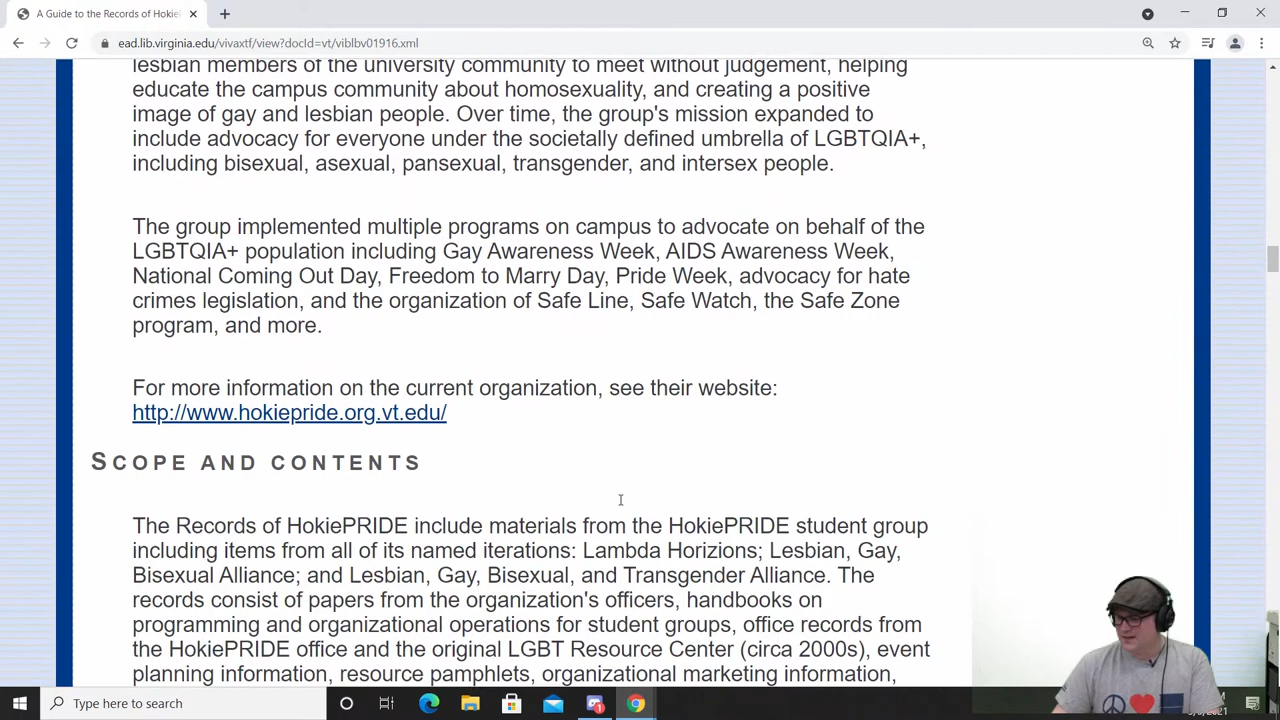 A Guide to the Records of Hokie
ead.lib.virginia.edu/vivaxtf/view?docId=vt/viblbv01916.xml
lesbian members of the university community to meet without judgement, helping
educate the campus community about homosexuality, and creating a positive
image of gay and lesbian people. Over time, the group's mission expanded to
include advocacy for everyone under the societally defined umbrella of LGBTQIA+,
including bisexual, asexual, pansexual, transgender, and intersex people.
The group implemented multiple programs on campus to advocate on behalf of the
LGBTQIA+ population including Gay Awareness Week, AIDS Awareness Week,
National Coming Out Day, Freedom to Marry Day, Pride Week, advocacy for hate
crimes legislation, and the organization of Safe Line, Safe Watch, the Safe Zone
program, and more.
For more information on the current organization, see their website:
http://www.hokiepride.org.vt.edu/
SCOPE AND CONTENTS
The Records of HokiePRIDE include materials from the HokiePRIDE student group
including items from all of its named iterations: Lambda Horizions; Lesbian, Gay,
Bisexual Alliance; and Lesbian, Gay, Bisexual, and Transgender Alliance. The
records consist of papers from the organization's officers, handbooks on
programming and organizational operations for student groups, office records from
the HokiePRIDE office and the original LGBT Resource Center (circa 2000s), event
planning information, resource pamphlets, organizational marketing information,
Type here to search